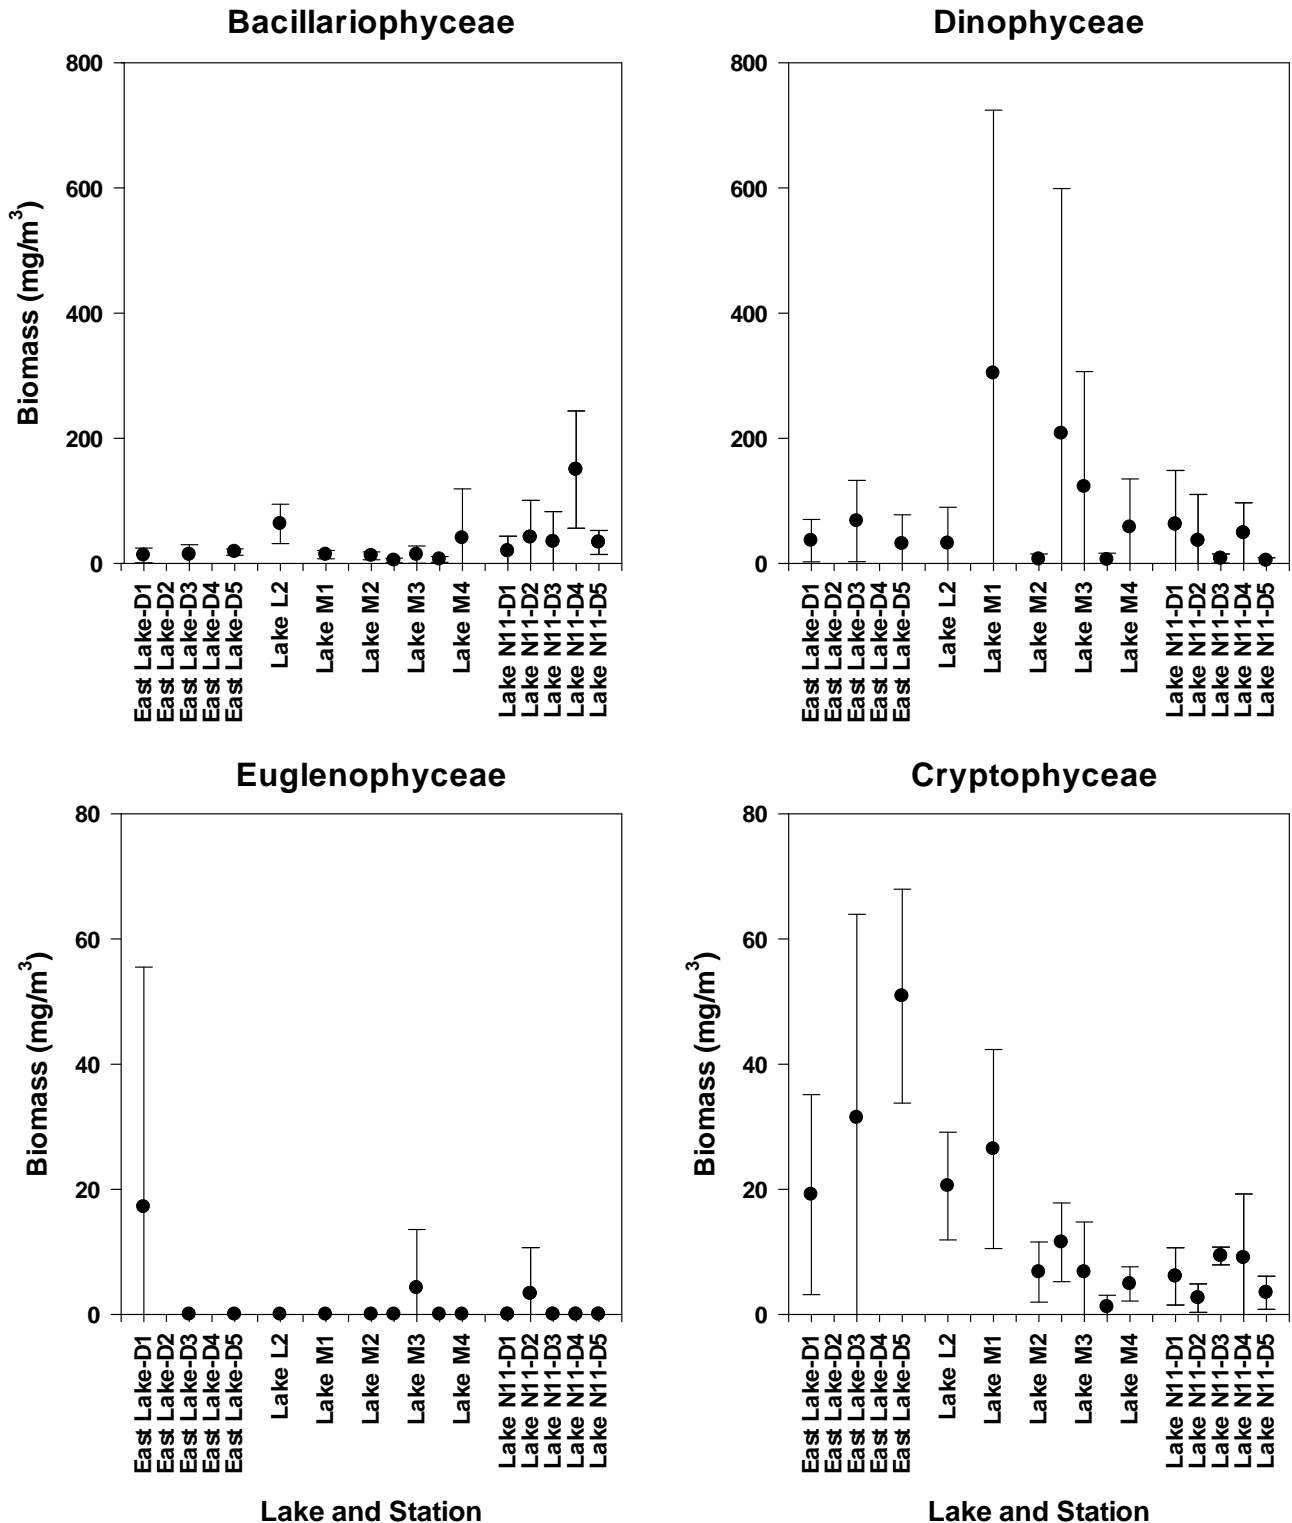 Bacillariophyceae
Biomass (mg/m³)
800
600
400
200
0
East Lake-D1
East Lake-D2
East Lake-D3
East Lake-D4
East Lake-D5
Lake L2
Lake M1
Lake M2
Lake M3
Lake M4
Lake N11-D1
Lake N11-D2
Lake N11-D3
Lake N11-D4
Lake N11-D5
Dinophyceae
800
600
400
200
0
East Lake-D1
East Lake-D2
East Lake-D3
East Lake-D4
East Lake-D5
Lake L2
Lake M1
Lake M2
Lake M3
Lake M4
Lake N11-D1
Lake N11-D2
Lake N11-D3
Lake N11-D4
Lake N11-D5
Euglenophyceae
Biomass (mg/m³)
80
60
40
20
0
East Lake-D1
East Lake-D2
East Lake-D3
East Lake-D4
East Lake-D5
Lake L2
Lake M1
Lake M2
Lake M3
Lake M4
Lake N11-D1
Lake N11-D2
Lake N11-D3
Lake N11-D4
Lake N11-D5
Lake and Station
Cryptophyceae
Biomass (mg/m³)
80
60
40
20
0
East Lake-D1
East Lake-D2
East Lake-D3
East Lake-D4
East Lake-D5
Lake L2
Lake M1
Lake M2
Lake M3
Lake M4
Lake N11-D1
Lake N11-D2
Lake N11-D3
Lake N11-D4
Lake N11-D5
Lake and Station